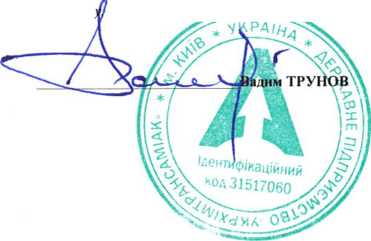 Вадим ТРУНОВ
* УКРАЇНА * ДЕРЖАВНЕ ПІДПРИЄМСТВО УКРХІМТРАНСАМІАК» * м. КИЇВ
Ідентифікаційний
код 31517060